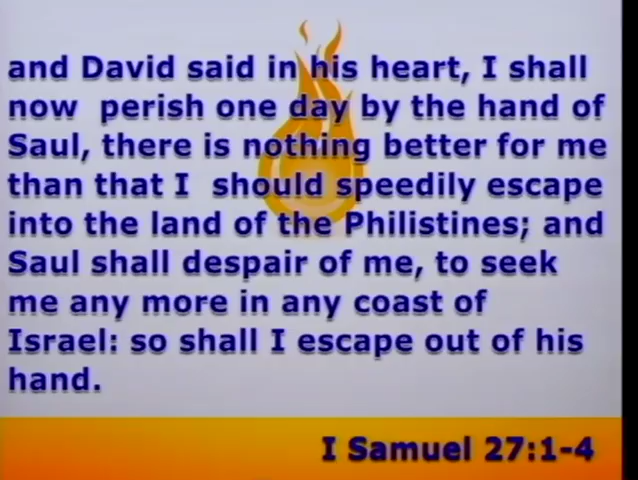 and David said in his heart, I shall
now perish one day by the hand of
Saul, there is nothing better for me
than that I should speedily escape
into the land of the Philistines; and
Saul shall despair of me, to seek
me any more in any coast of
Israel: so shall I escape out of his
hand.
I Samuel 27:1-4